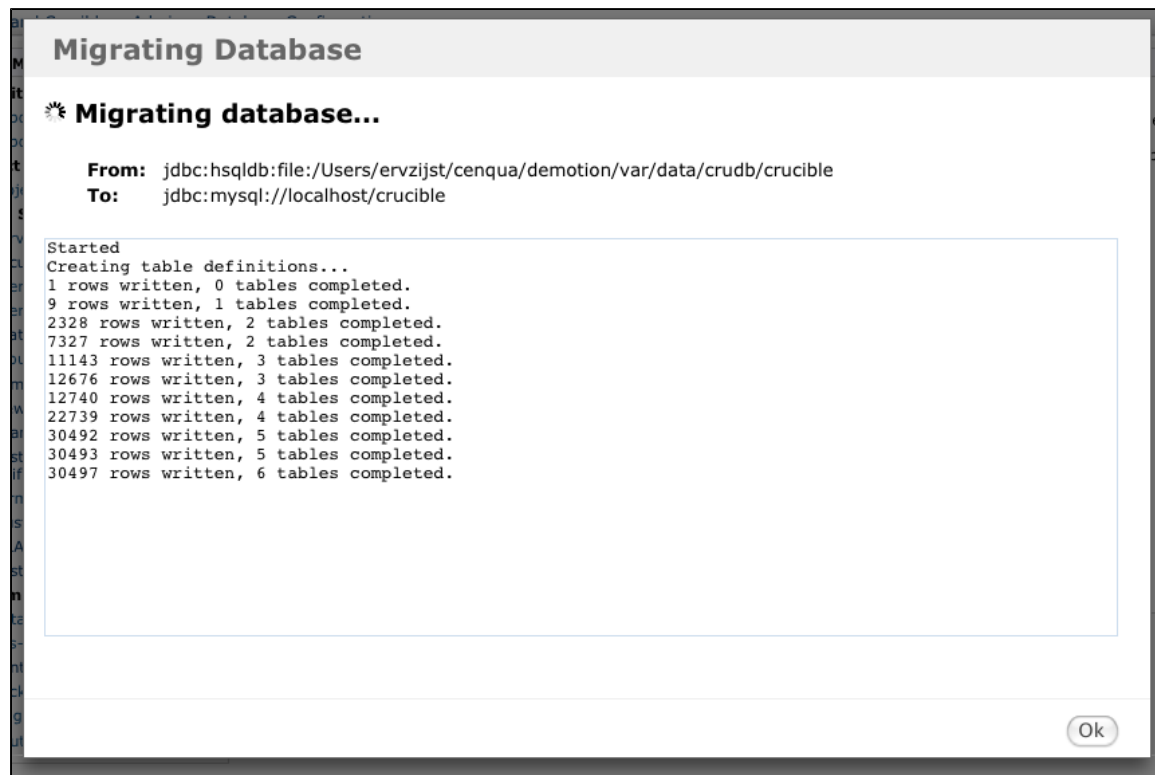 Migrating Database
Migrating database...
From: jdbc:hsqldb:file:/Users/ervzijst/cenqua/demotion/var/data/crudb/crucible
To: jdbc:mysql://localhost/crucible
Started
Creating table definitions...
1 rows written, 0 tables completed.
9 rows written, 1 tables completed.
2328 rows written, 2 tables completed.
7327 rows written, 2 tables completed.
11143 rows written, 3 tables completed.
12676 rows written, 3 tables completed.
12740 rows written, 4 tables completed.
22739 rows written, 4 tables completed.
30492 rows written, 5 tables completed.
30493 rows written, 5 tables completed.
30497 rows written, 6 tables completed.
Ok